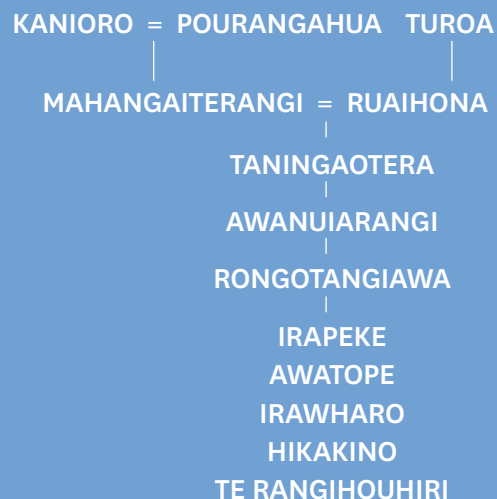 KANIORO = POURANGAHUA TUROA
MAHANGAITERANGI = RUAIHONA
TANINGAOTERA
AWANUIARANGI
RONGOTANGIAWA
IRAPEKE
AWATOPE
IRAWHARO
HIKAKINO
TE RANGIHOUHIRI